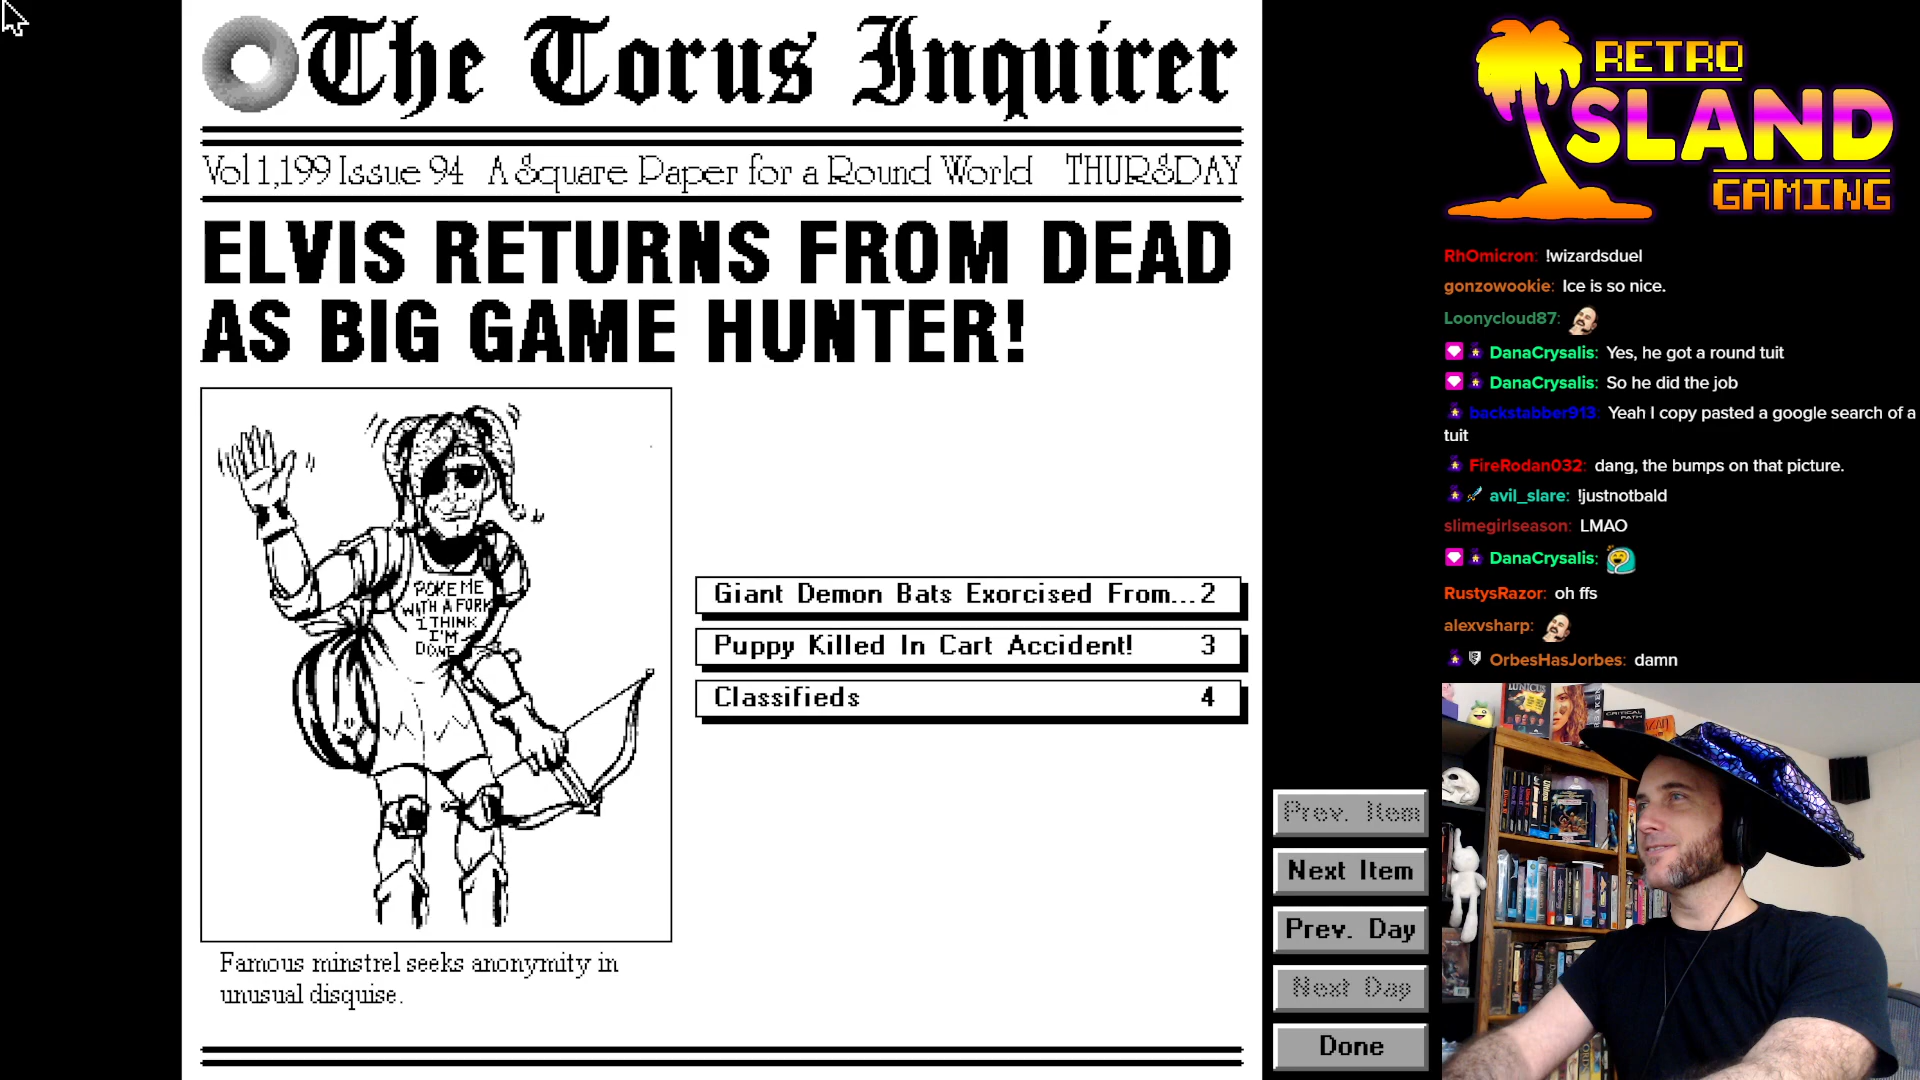 The Torus Inquirer
Vol 1,199 Issue 94 A Square Paper for a Round World THURSDAY
ELVIS RETURNS FROM DEAD
AS BIG GAME HUNTER!
POKE ME
WITH A FORK
I THINK
I'M
DONE
Giant Demon Bats Exorcised From...2
Puppy Killed In Cart Accident! 3
Classifieds 4
Famous minstrel seeks anonymity in
unusual disguise.
Prev. Item
Next Item
Prev. Day
Next Day
Done
RETRO
ISLAND
GAMING
RhOmicron: !wizardsduel
gonzowookie: Ice is so nice.
Loonycloud87:
DanaCrysalis: Yes, he got a round tuit
DanaCrysalis: So he did the job
backstabber913: Yeah I copy pasted a google search of a
tuit
FireRodan032: dang, the bumps on that picture.
avil_slare: !justnotbald
slimegirlseason: LMAO
DanaCrysalis:
RustysRazor: oh ffs
alexvsharp:
OrbesHasJorbes: damn
LUNICUS
CRITICAL
PATH